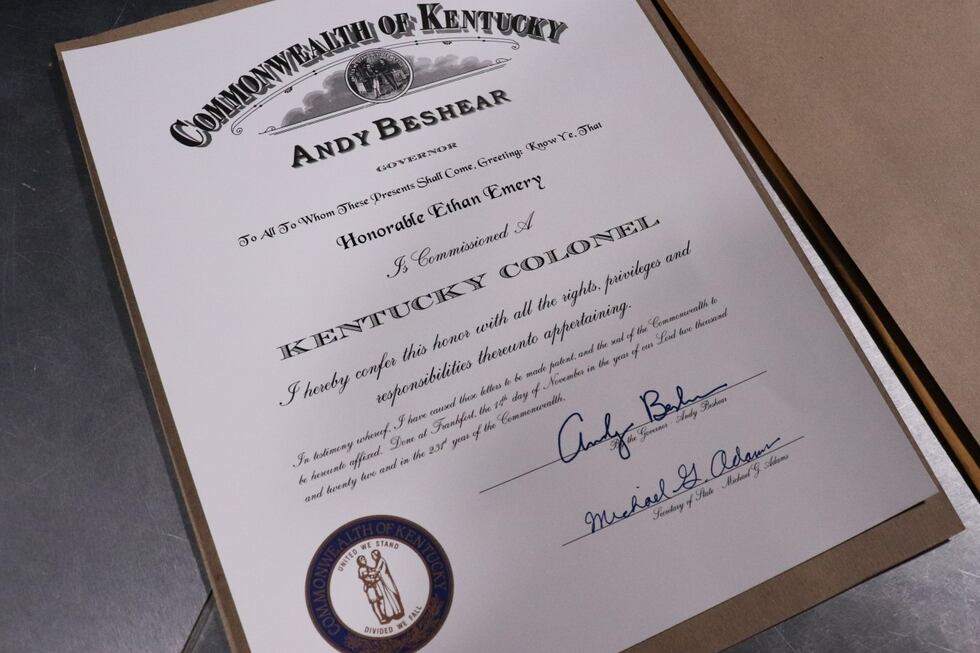 COMMONWEALTH OF KENTUCKY
ANDY BESHEAR
GOVERNOR
To All To Whom These Presents Shall Come, Greeting: Know Ye, That
Honorable Ethan Emery
Is Commissioned A
KENTUCKY COLONEL
I hereby confer this honor with all the rights, privileges and
responsibilities thereunto appertaining.
In testimony whereof, I have caused these letters to be made patent, and the seal of the Commonwealth to
be hereunto affixed. Done at Frankfort, the 14th day of November in the year of our Lord two thousand
and twenty two and in the 231st year of the Commonwealth.
Andy Beshear
By the Governor - Andy Beshear
Michael G. Adams
Secretary of State - Michael G. Adams
COMMONWEALTH OF KENTUCKY
UNITED WE STAND
DIVIDED WE FALL